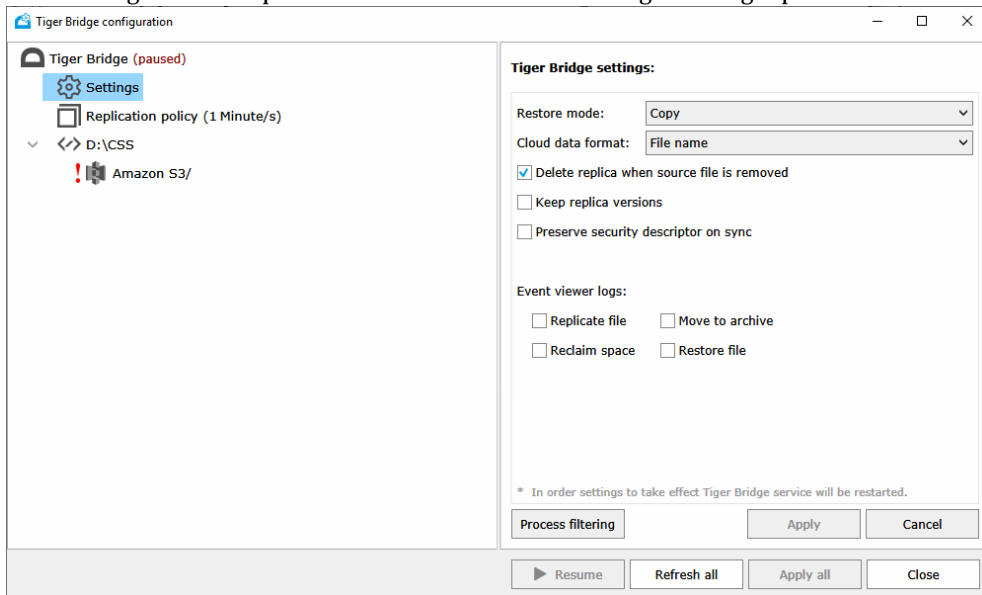 Tiger Bridge configuration
Tiger Bridge (paused)
Settings
Replication policy (1 Minute/s)
D:\CSS
Amazon S3/
Tiger Bridge settings:
Restore mode: Copy
Cloud data format: File name
Delete replica when source file is removed
Keep replica versions
Preserve security descriptor on sync
Event viewer logs:
Replicate file Move to archive
Reclaim space Restore file
* In order settings to take effect Tiger Bridge service will be restarted.
Process filtering Apply Cancel
Resume Refresh all Apply all Close